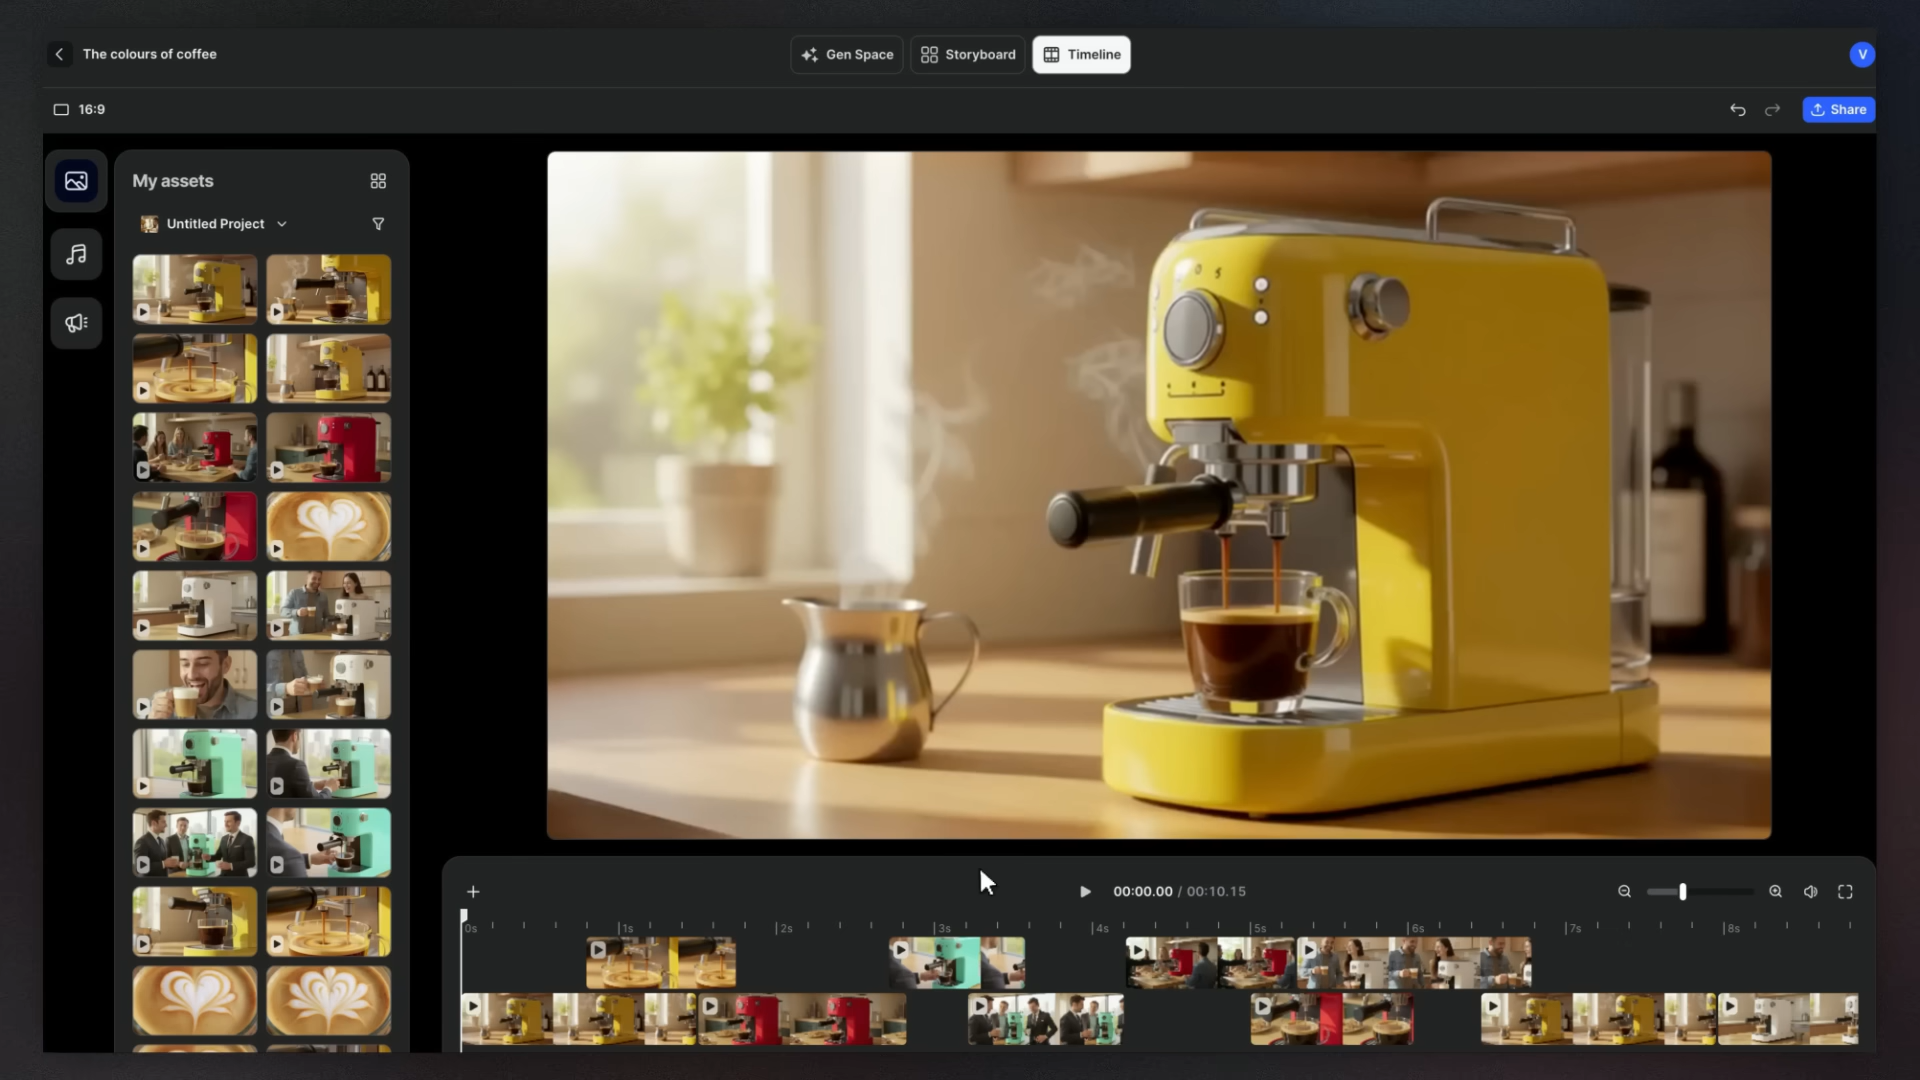 The colours of coffee
Gen Space
Storyboard
Timeline
V
16:9
Share
My assets
Untitled Project
00:00.00 / 00:10.15
0s 1s 2s 3s 4s 5s 6s 7s 8s